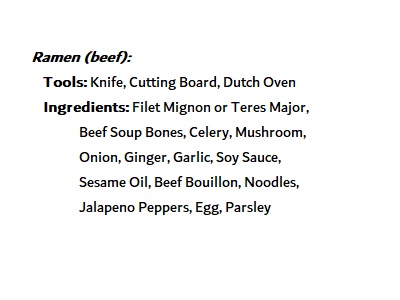 Ramen (beef):
Tools: Knife, Cutting Board, Dutch Oven
Ingredients: Filet Mignon or Teres Major,
Beef Soup Bones, Celery, Mushroom,
Onion, Ginger, Garlic, Soy Sauce,
Sesame Oil, Beef Bouillon, Noodles,
Jalapeno Peppers, Egg, Parsley